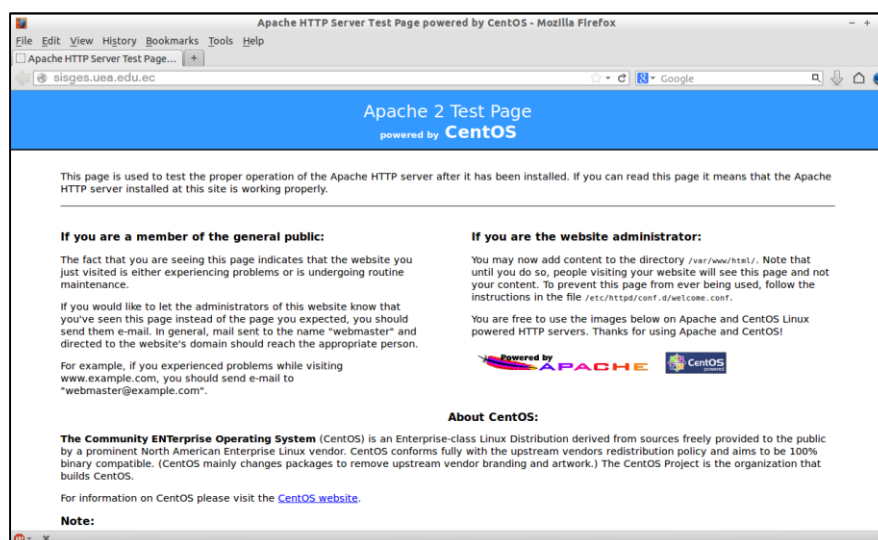 Apache HTTP Server Test Page powered by CentOS - Mozilla Firefox
File Edit View History Bookmarks Tools Help
Apache HTTP Server Test Page...
sisges.uea.edu.ec
Google
Apache 2 Test Page
powered by CentOS
This page is used to test the proper operation of the Apache HTTP server after it has been installed. If you can read this page it means that the Apache
HTTP server installed at this site is working properly.
If you are a member of the general public:
The fact that you are seeing this page indicates that the website you
just visited is either experiencing problems or is undergoing routine
maintenance.
If you would like to let the administrators of this website know that
you've seen this page instead of the page you expected, you should
send them e-mail. In general, mail sent to the name "webmaster" and
directed to the website's domain should reach the appropriate person.
For example, if you experienced problems while visiting
www.example.com, you should send e-mail to
"webmaster@example.com".
If you are the website administrator:
You may now add content to the directory /var/www/html/. Note that
until you do so, people visiting your website will see this page and not
your content. To prevent this page from ever being used, follow the
instructions in the file /etc/httpd/conf.d/welcome.conf.
You are free to use the images below on Apache and CentOS Linux
powered HTTP servers. Thanks for using Apache and CentOS!
Powered by
APACHE
CentOS
powered
About CentOS:
The Community ENTerprise Operating System (CentOS) is an Enterprise-class Linux Distribution derived from sources freely provided to the public
by a prominent North American Enterprise Linux vendor. CentOS conforms fully with the upstream vendors redistribution policy and aims to be 100%
binary compatible. (CentOS mainly changes packages to remove upstream vendor branding and artwork.) The CentOS Project is the organization that
builds CentOS.
For information on CentOS please visit the CentOS website.
Note: